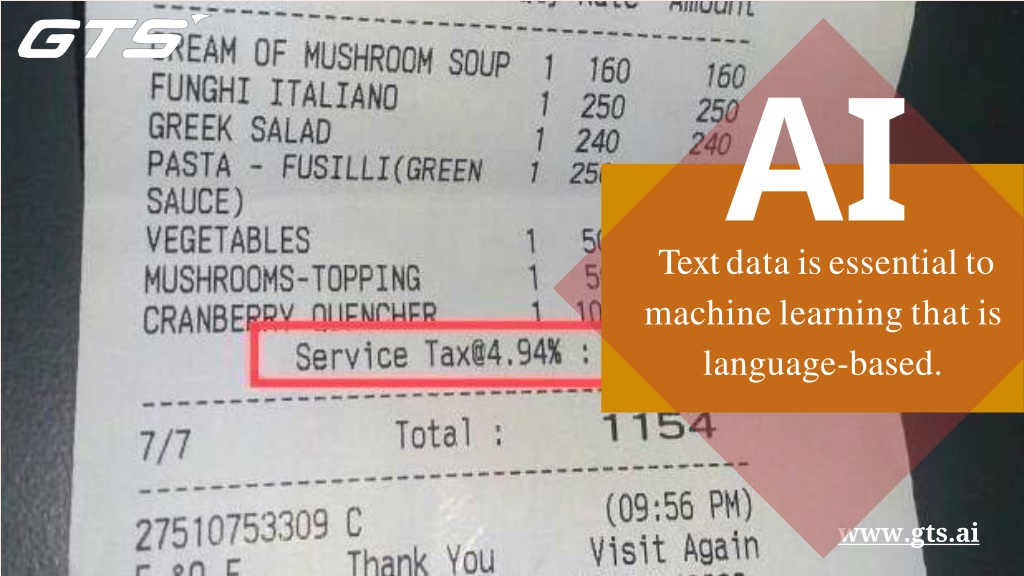 GTS
Rate Amount
CREAM OF MUSHROOM SOUP 1 160 160
FUNGHI ITALIANO 1 250 250
GREEK SALAD 1 240 240
PASTA - FUSILLI(GREEN 1
SAUCE)
VEGETABLES 1
MUSHROOMS-TOPPING 1
CRANBERRY QUENCHER 1
Service Tax@4.94% :
7/7 Total : 1154
27510753309 C (09:56 PM)
Thank You Visit Again
AI
Text data is essential to
machine learning that is
language-based.
www.gts.ai